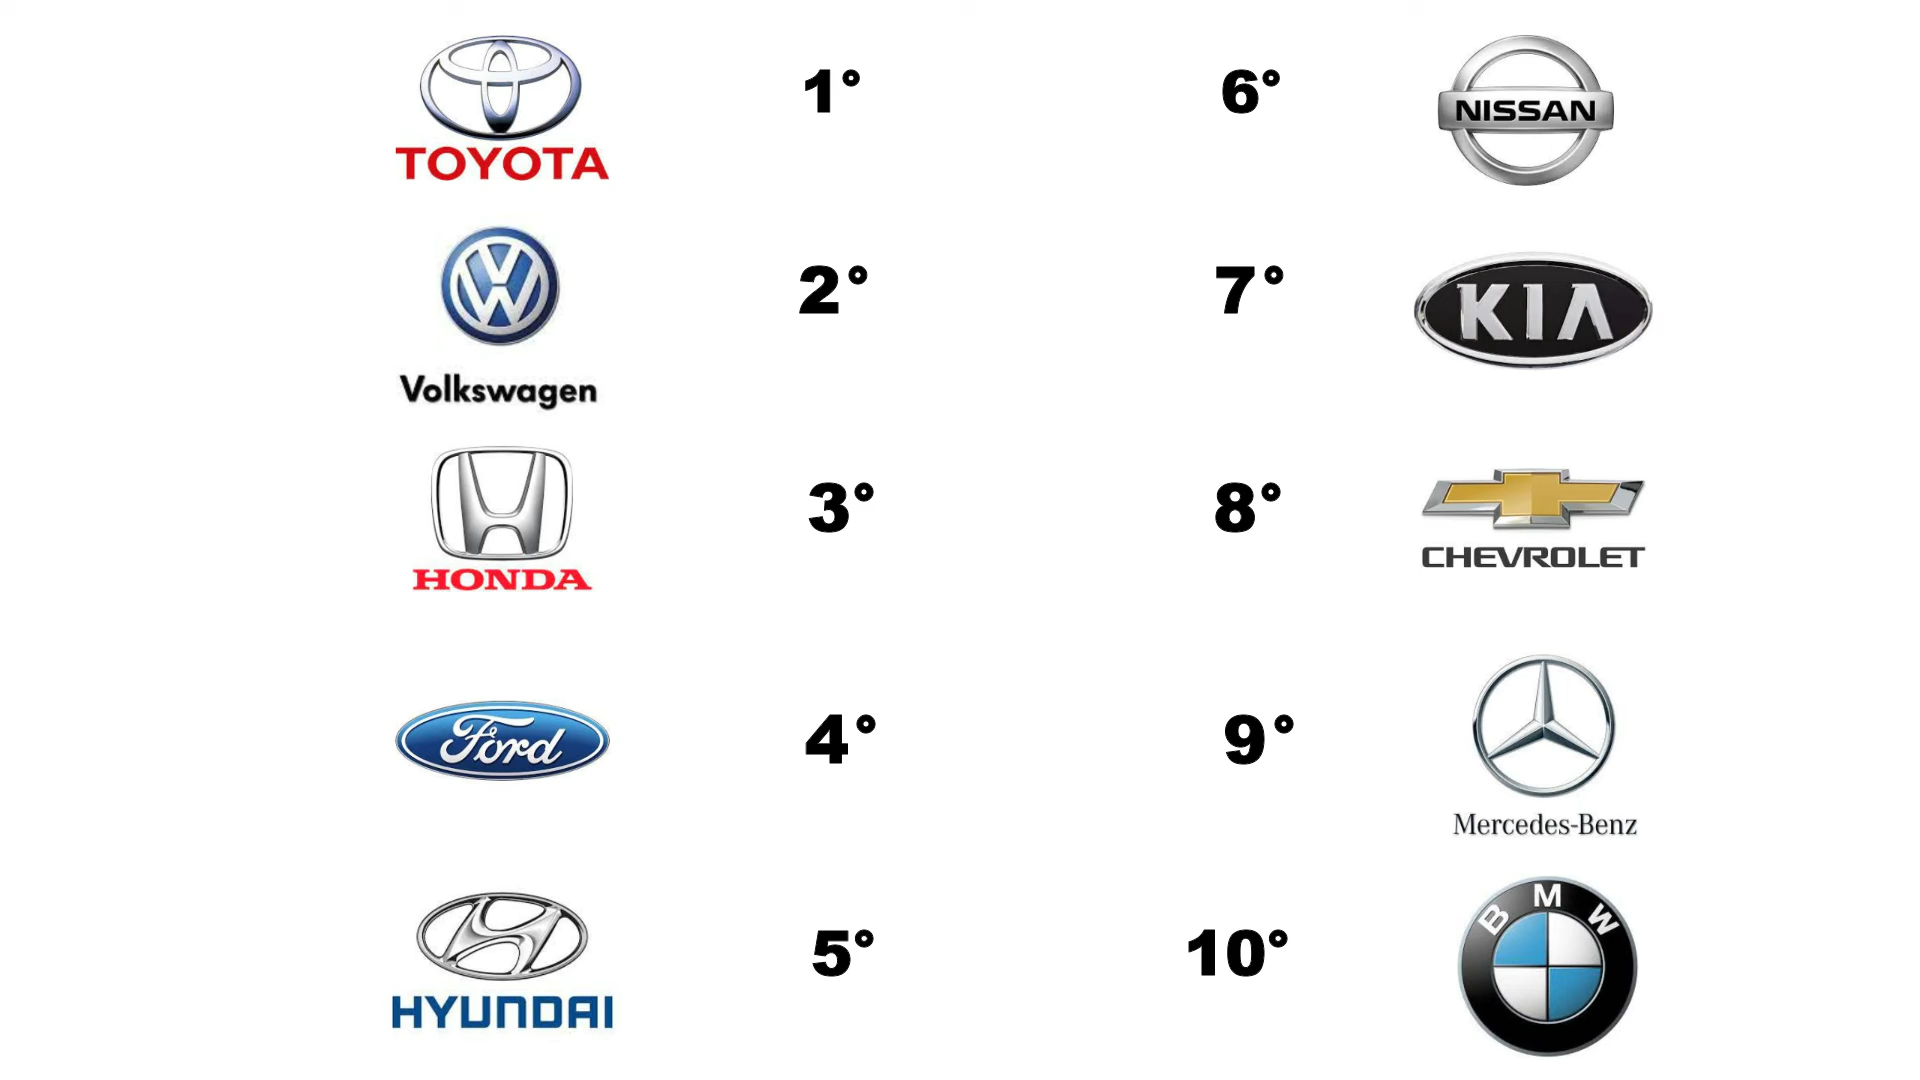 TOYOTA
1°
Volkswagen
2°
HONDA
3°
Ford
4°
HYUNDAI
5°
6°
NISSAN
7°
KIA
8°
CHEVROLET
9°
Mercedes-Benz
10°
BMW